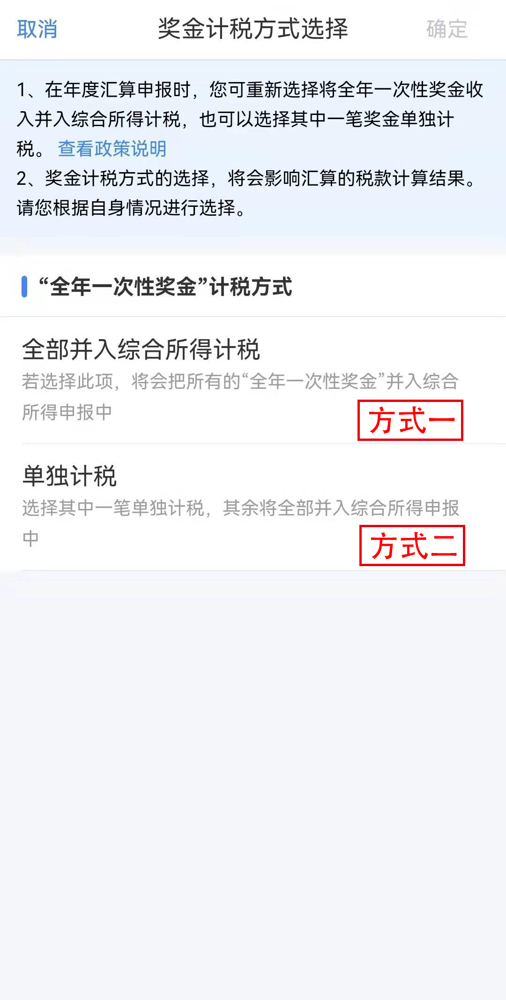 取消 奖金计税方式选择 确定
1、在年度汇算申报时，您可重新选择将全年一次性奖金收
入并入综合所得计税，也可以选择其中一笔奖金单独计
税。 查看政策说明
2、奖金计税方式的选择，将会影响汇算的税款计算结果。
请您根据自身情况进行选择。
“全年一次性奖金”计税方式
全部并入综合所得计税
若选择此项，将会把所有的“全年一次性奖金”并入综合
所得申报中
方式一
单独计税
选择其中一笔单独计税，其余将全部并入综合所得申报
中
方式二